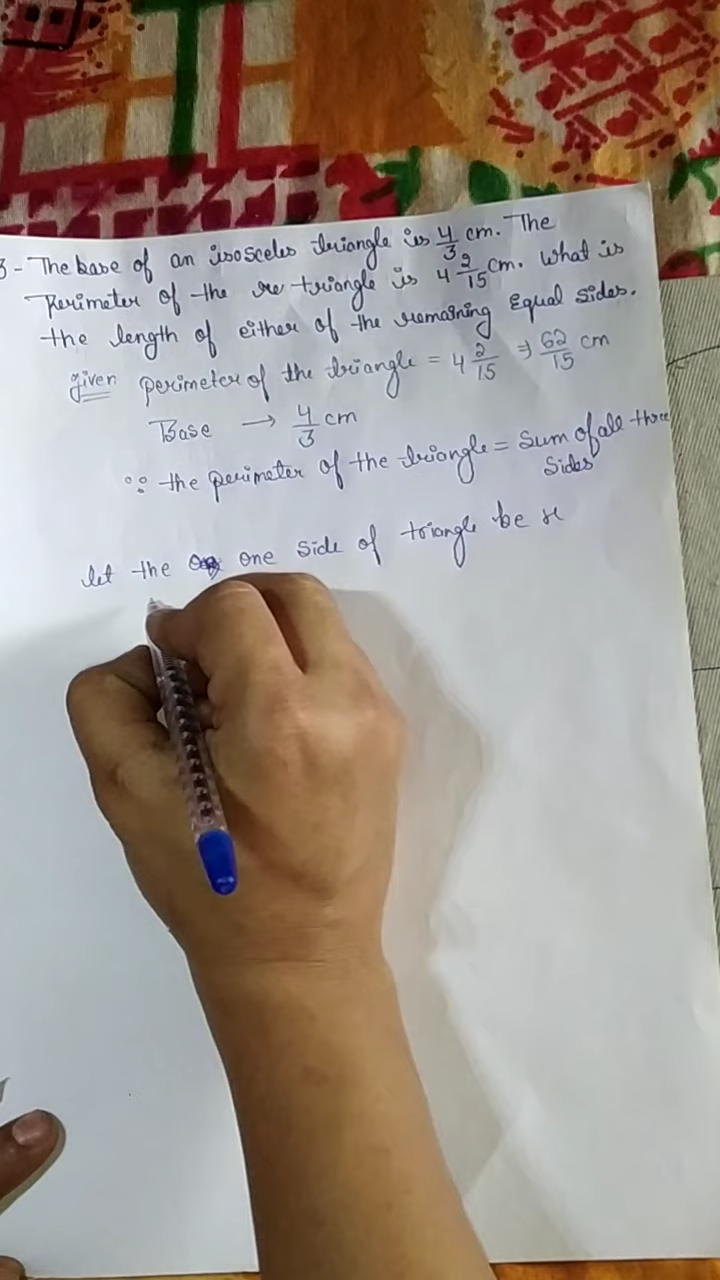 3- The base of an isosceles triangle is 4/3 cm. The
Perimeter of the triangle is 4 2/15 cm. What is
the length of either of the remaining Equal sides.
given perimeter of the triangle = 4 2/15 ⇒ 62/15 cm
Base → 4/3 cm
∵ the perimeter of the triangle = Sum of all three
Sides
let the one side of triangle be x